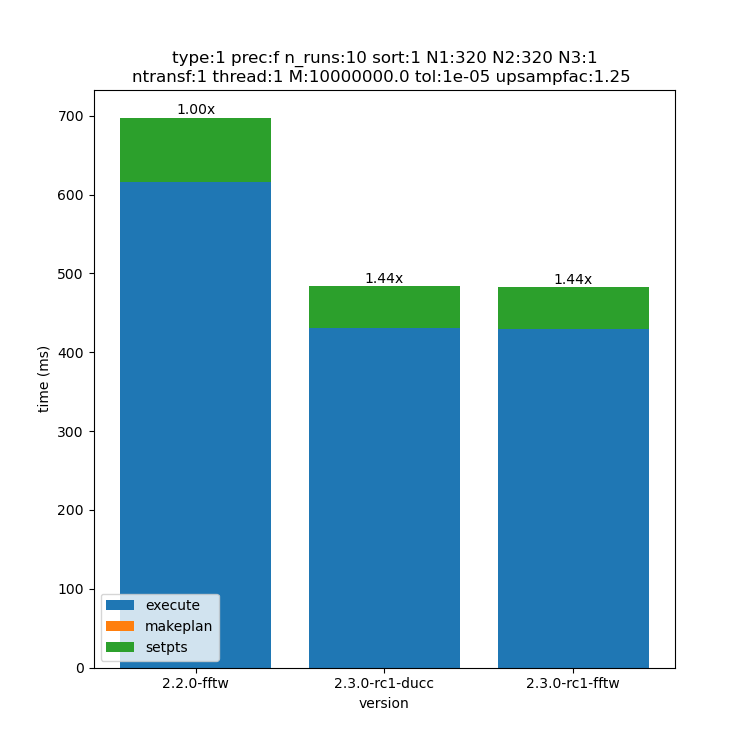 type:1 prec:f n_runs:10 sort:1 N1:320 N2:320 N3:1
ntransf:1 thread:1 M:10000000.0 tol:1e-05 upsampfac:1.25
700
600
500
400
300
200
100
0
time (ms)
1.00x
1.44x
1.44x
execute
makeplan
setpts
2.2.0-fftw
2.3.0-rc1-ducc
2.3.0-rc1-fftw
version